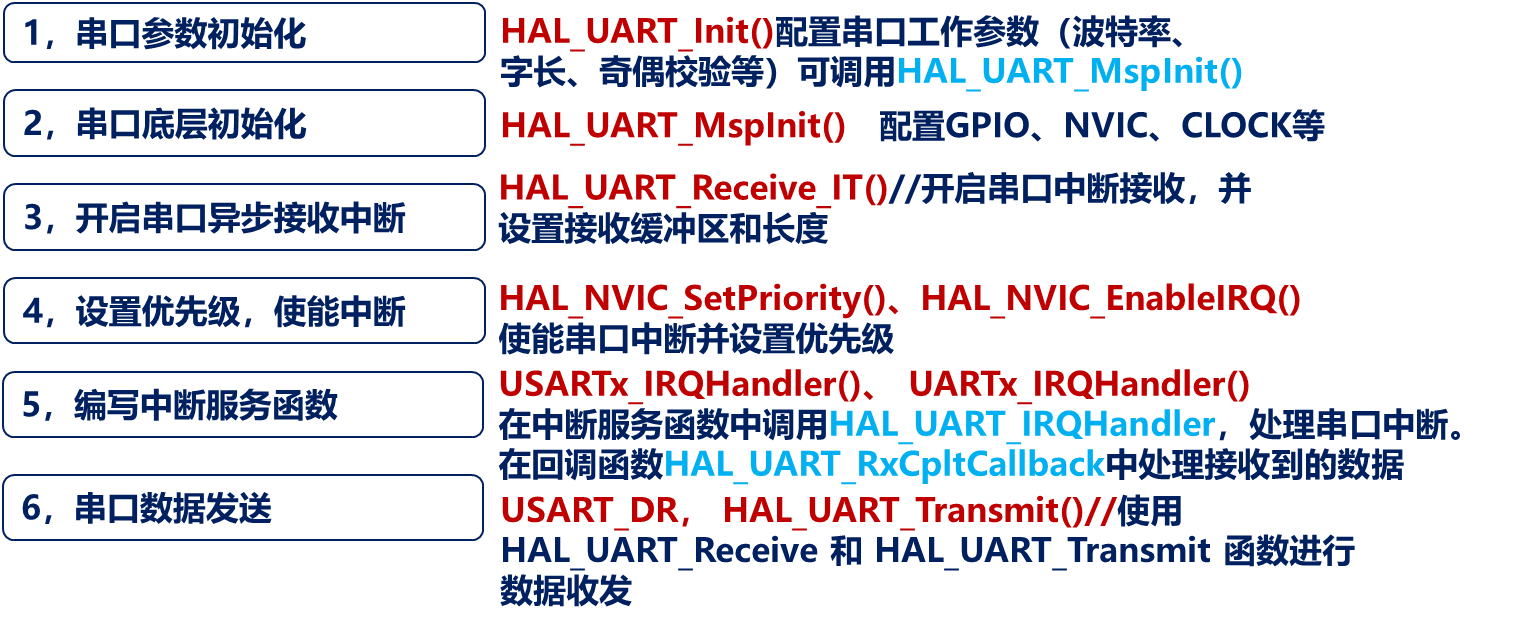 1，串口参数初始化
HAL_UART_Init()配置串口工作参数（波特率、
字长、奇偶校验等）可调用HAL_UART_MspInit()
2，串口底层初始化
HAL_UART_MspInit() 配置GPIO、NVIC、CLOCK等
3，开启串口异步接收中断
HAL_UART_Receive_IT()//开启串口中断接收，并
设置接收缓冲区和长度
4，设置优先级，使能中断
HAL_NVIC_SetPriority()、HAL_NVIC_EnableIRQ()
使能串口中断并设置优先级
5，编写中断服务函数
USARTx_IRQHandler()、 UARTx_IRQHandler()
在中断服务函数中调用HAL_UART_IRQHandler，处理串口中断。
在回调函数HAL_UART_RxCpltCallback中处理接收到的数据
6，串口数据发送
USART_DR， HAL_UART_Transmit()//使用
HAL_UART_Receive 和 HAL_UART_Transmit 函数进行
数据收发